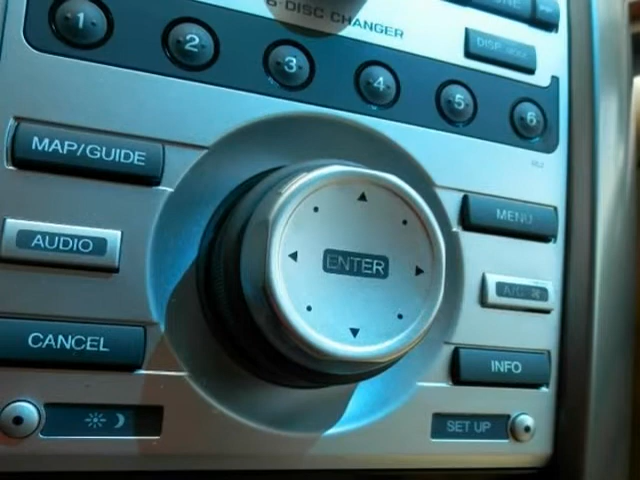 6-DISC CHANGER
DISP
1
2
3
4
5
6
MAP/GUIDE
MENU
AUDIO
ENTER
A/C
CANCEL
INFO
SET UP